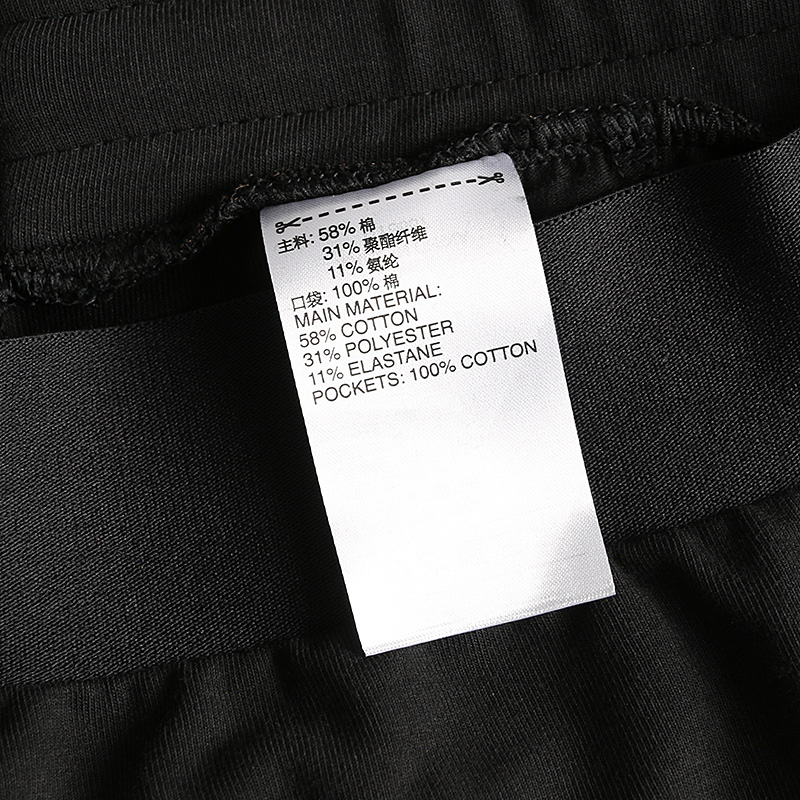 主料: 58% 棉
31% 聚酯纤维
11% 氨纶
口袋: 100% 棉
MAIN MATERIAL:
58% COTTON
31% POLYESTER
11% ELASTANE
POCKETS: 100% COTTON